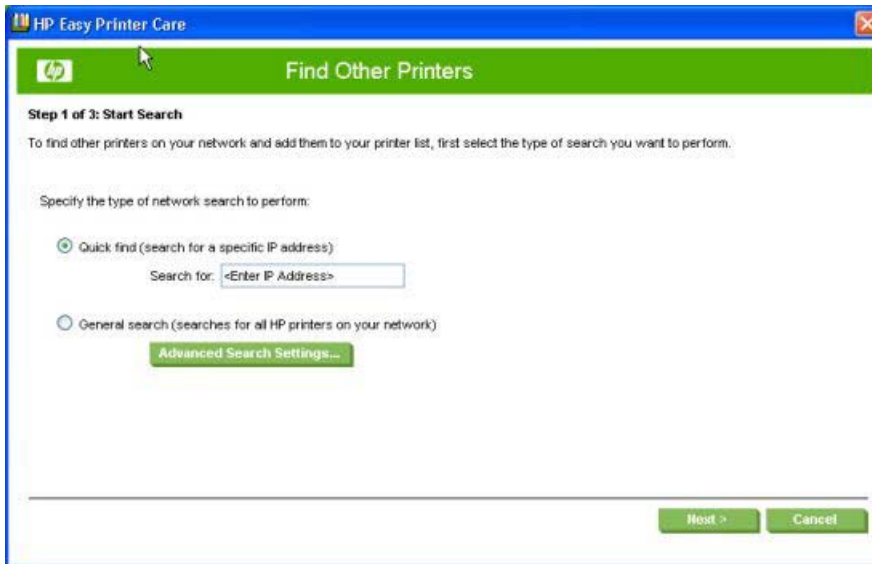 HP Easy Printer Care
hp
Find Other Printers
Step 1 of 3: Start Search
To find other printers on your network and add them to your printer list, first select the type of search you want to perform.
Specify the type of network search to perform:
Quick find (search for a specific IP address)
Search for: <Enter IP Address>
General search (searches for all HP printers on your network)
Advanced Search Settings...
Next > Cancel